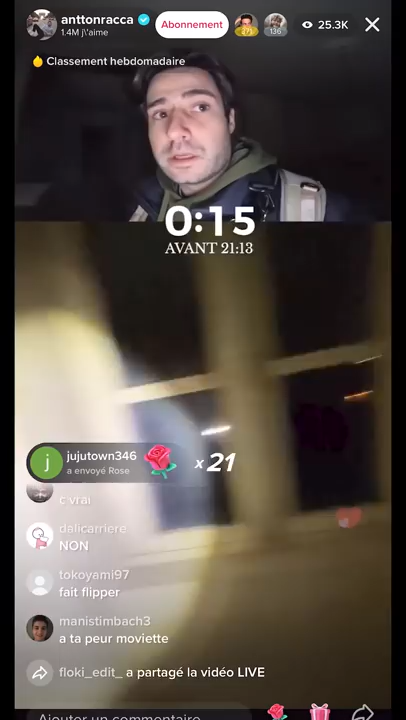 anttonracca
1.4M j\'aime
Abonnement
136
25.3K
Classement hebdomadaire
0:15
AVANT 21:13
j
jujutown346
a envoyé Rose
x21
c vrai
dalicarriere
NON
tokoyami97
fait flipper
manistimbach3
a ta peur moviette
floki_edit_ a partagé la vidéo LIVE
Ajouter un commentaire